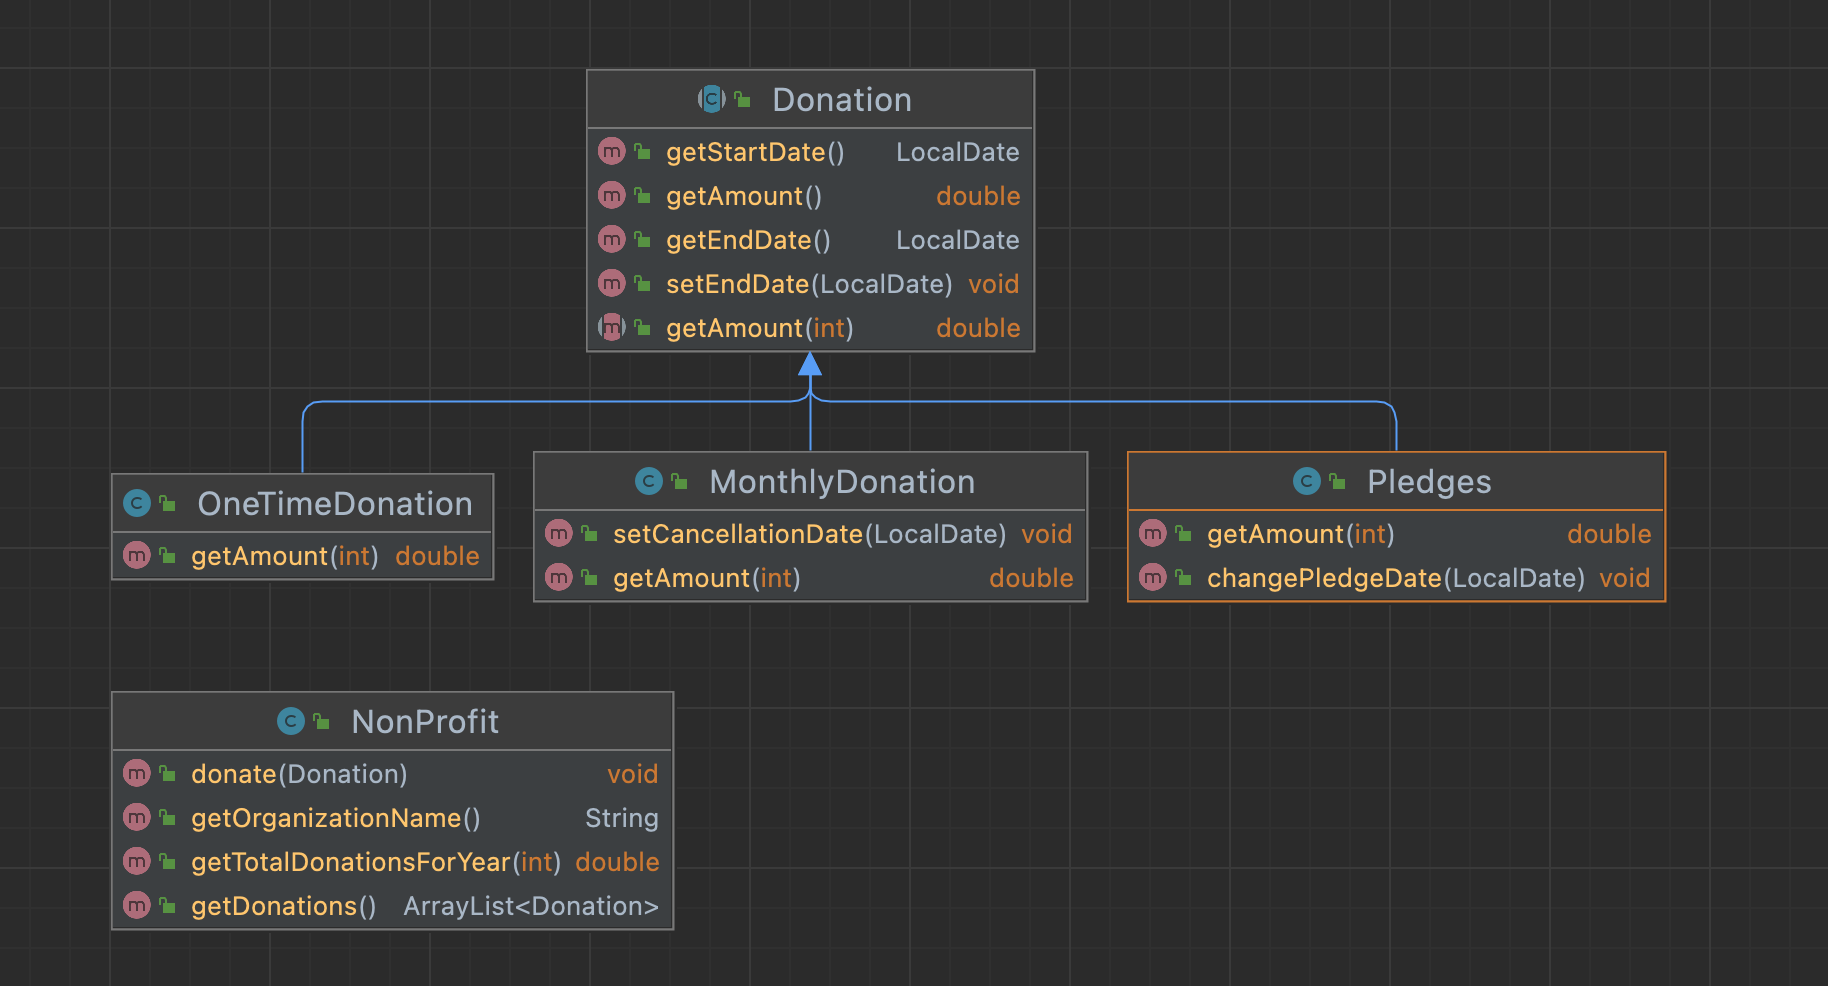 Donation
getStartDate() LocalDate
getAmount() double
getEndDate() LocalDate
setEndDate(LocalDate) void
getAmount(int) double
OneTimeDonation
getAmount(int) double
MonthlyDonation
setCancellationDate(LocalDate) void
getAmount(int) double
Pledges
getAmount(int) double
changePledgeDate(LocalDate) void
NonProfit
donate(Donation) void
getOrganizationName() String
getTotalDonationsForYear(int) double
getDonations() ArrayList<Donation>